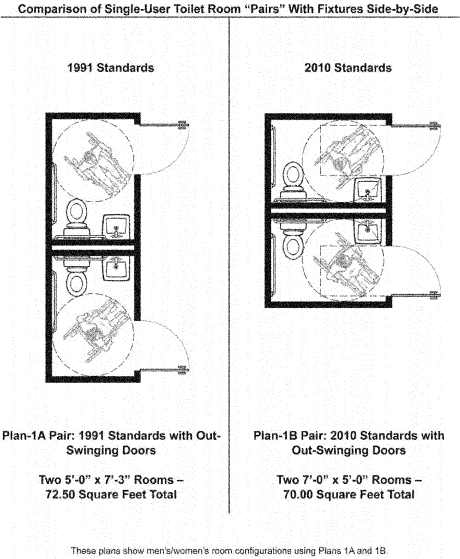 Comparison of Single-User Toilet Room “Pairs” With Fixtures Side-by-Side
1991 Standards
2010 Standards
Plan-1A Pair: 1991 Standards with Out-
Swinging Doors
Two 5'-0" x 7'-3" Rooms –
72.50 Square Feet Total
Plan-1B Pair: 2010 Standards with
Out-Swinging Doors
Two 7'-0" x 5'-0" Rooms –
70.00 Square Feet Total
These plans show men's/women's room configurations using Plans 1A and 1B.